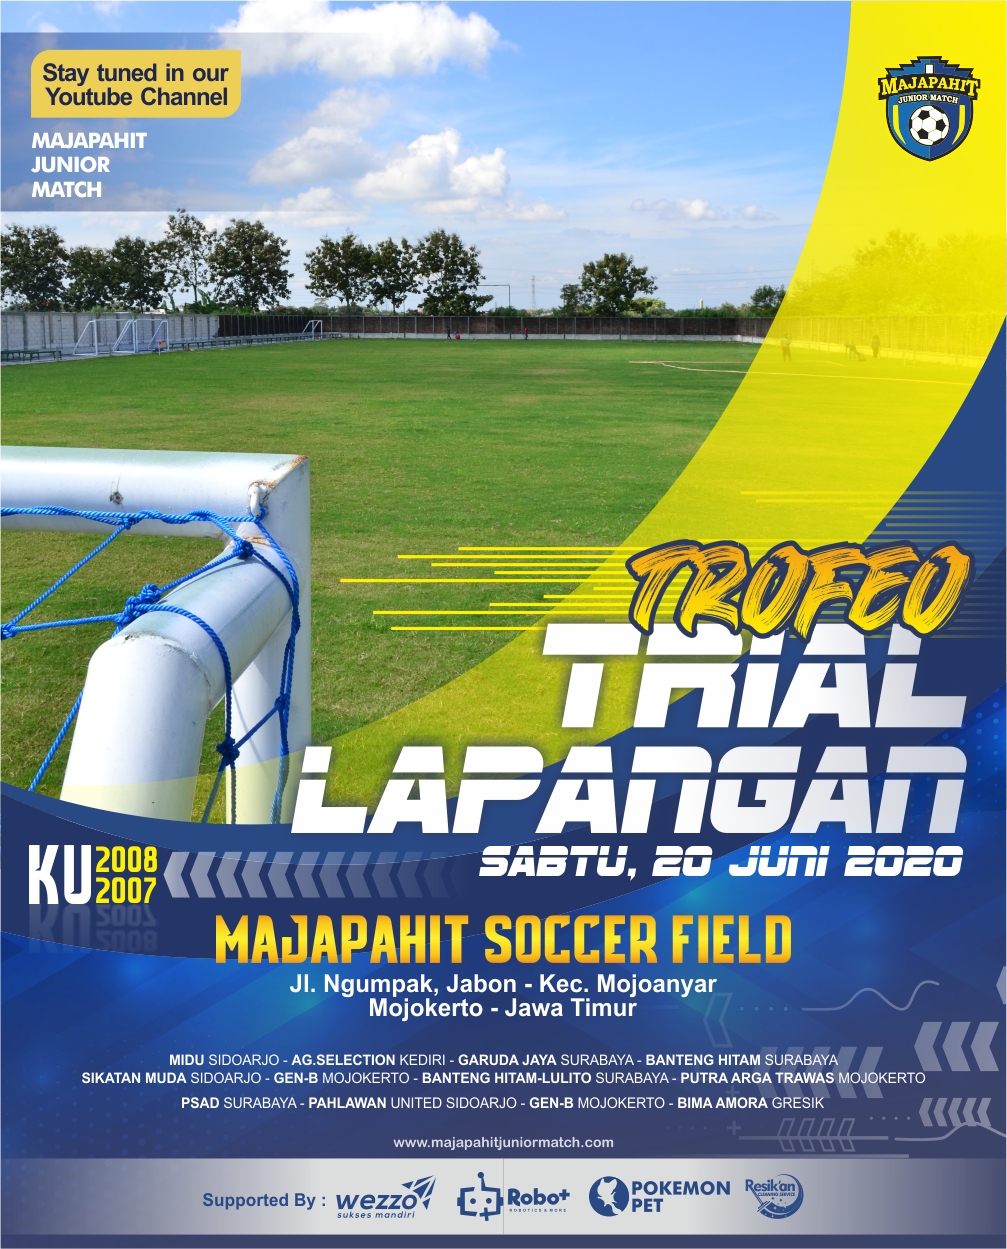 Stay tuned in our
Youtube Channel
MAJAPAHIT
JUNIOR
MATCH
MAJAPAHIT
JUNIOR MATCH
TROFEO
TRIAL
LAPANGAN
SABTU, 20 JUNI 2020
KU 2008
2007
MAJAPAHIT SOCCER FIELD
Jl. Ngumpak, Jabon - Kec. Mojoanyar
Mojokerto - Jawa Timur
MIDU SIDOARJO - AG.SELECTION KEDIRI - GARUDA JAYA SURABAYA - BANTENG HITAM SURABAYA
SIKATAN MUDA SIDOARJO - GEN-B MOJOKERTO - BANTENG HITAM-LULITO SURABAYA - PUTRA ARGA TRAWAS MOJOKERTO
PSAD SURABAYA - PAHLAWAN UNITED SIDOARJO - GEN-B MOJOKERTO - BIMA AMORA GRESIK
www.majapahitjuniormatch.com
Supported By :
wezzo
sukses mandiri
Robo+
ROBOTICS & MORE
POKEMON
PET
Resik'an
CLEANING SERVICE